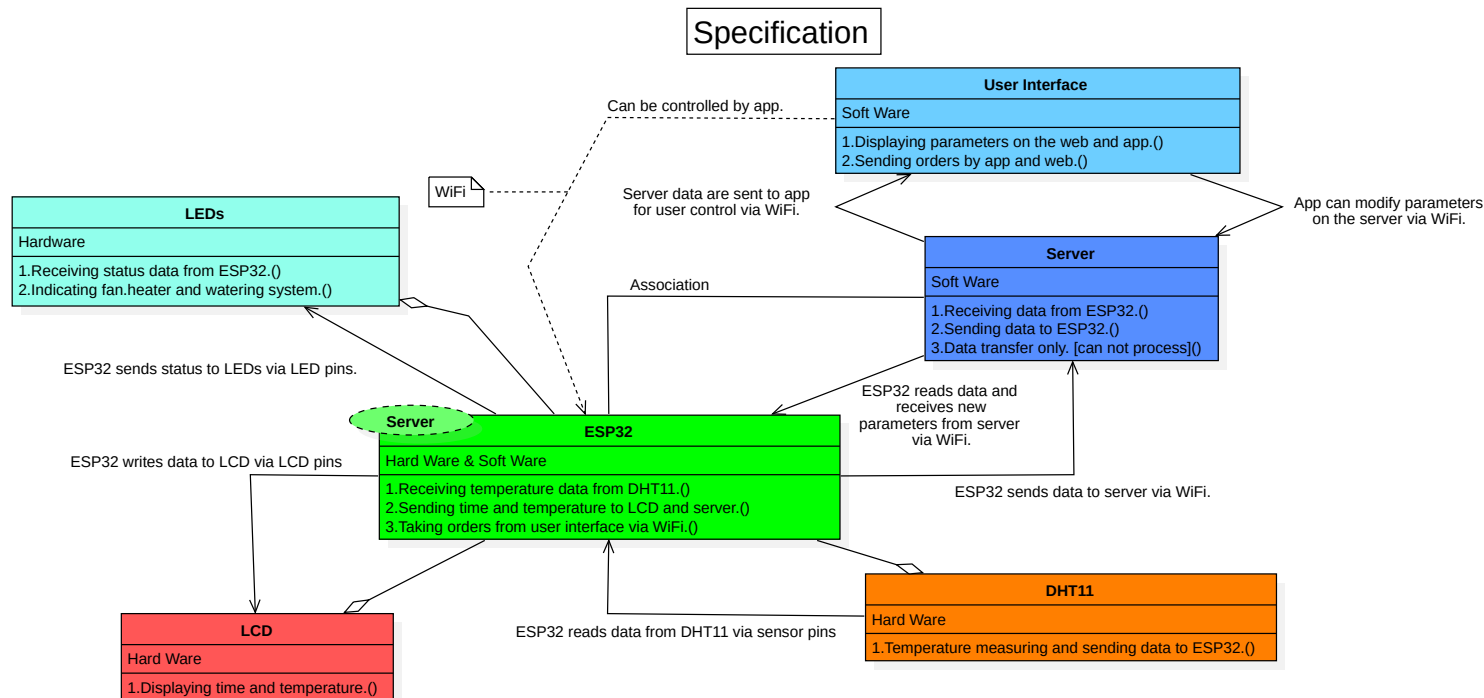 Specification
User Interface
Soft Ware
1.Displaying parameters on the web and app.()
2.Sending orders by app and web.()
Can be controlled by app.
WiFi
Server data are sent to app
for user control via WiFi.
App can modify parameters
on the server via WiFi.
LEDs
Hardware
1.Receiving status data from ESP32.()
2.Indicating fan.heater and watering system.()
Server
Soft Ware
1.Receiving data from ESP32.()
2.Sending data to ESP32.()
3.Data transfer only. [can not process]()
Association
ESP32 sends status to LEDs via LED pins.
ESP32 reads data and
receives new
parameters from server
via WiFi.
Server
ESP32
Hard Ware & Soft Ware
1.Receiving temperature data from DHT11.()
2.Sending time and temperature to LCD and server.()
3.Taking orders from user interface via WiFi.()
ESP32 writes data to LCD via LCD pins
ESP32 sends data to server via WiFi.
DHT11
Hard Ware
1.Temperature measuring and sending data to ESP32.()
ESP32 reads data from DHT11 via sensor pins
LCD
Hard Ware
1.Displaying time and temperature.()